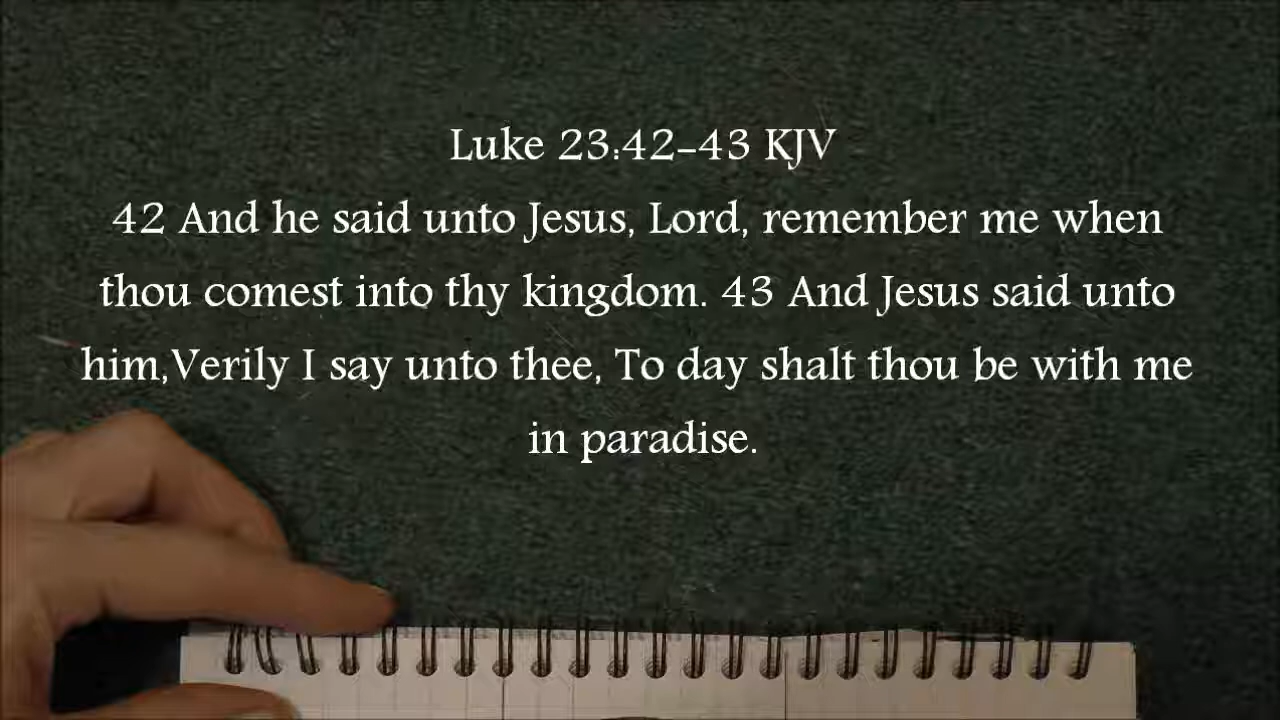 Luke 23:42-43 KJV
42 And he said unto Jesus, Lord, remember me when
thou comest into thy kingdom. 43 And Jesus said unto
him,Verily I say unto thee, To day shalt thou be with me
in paradise.